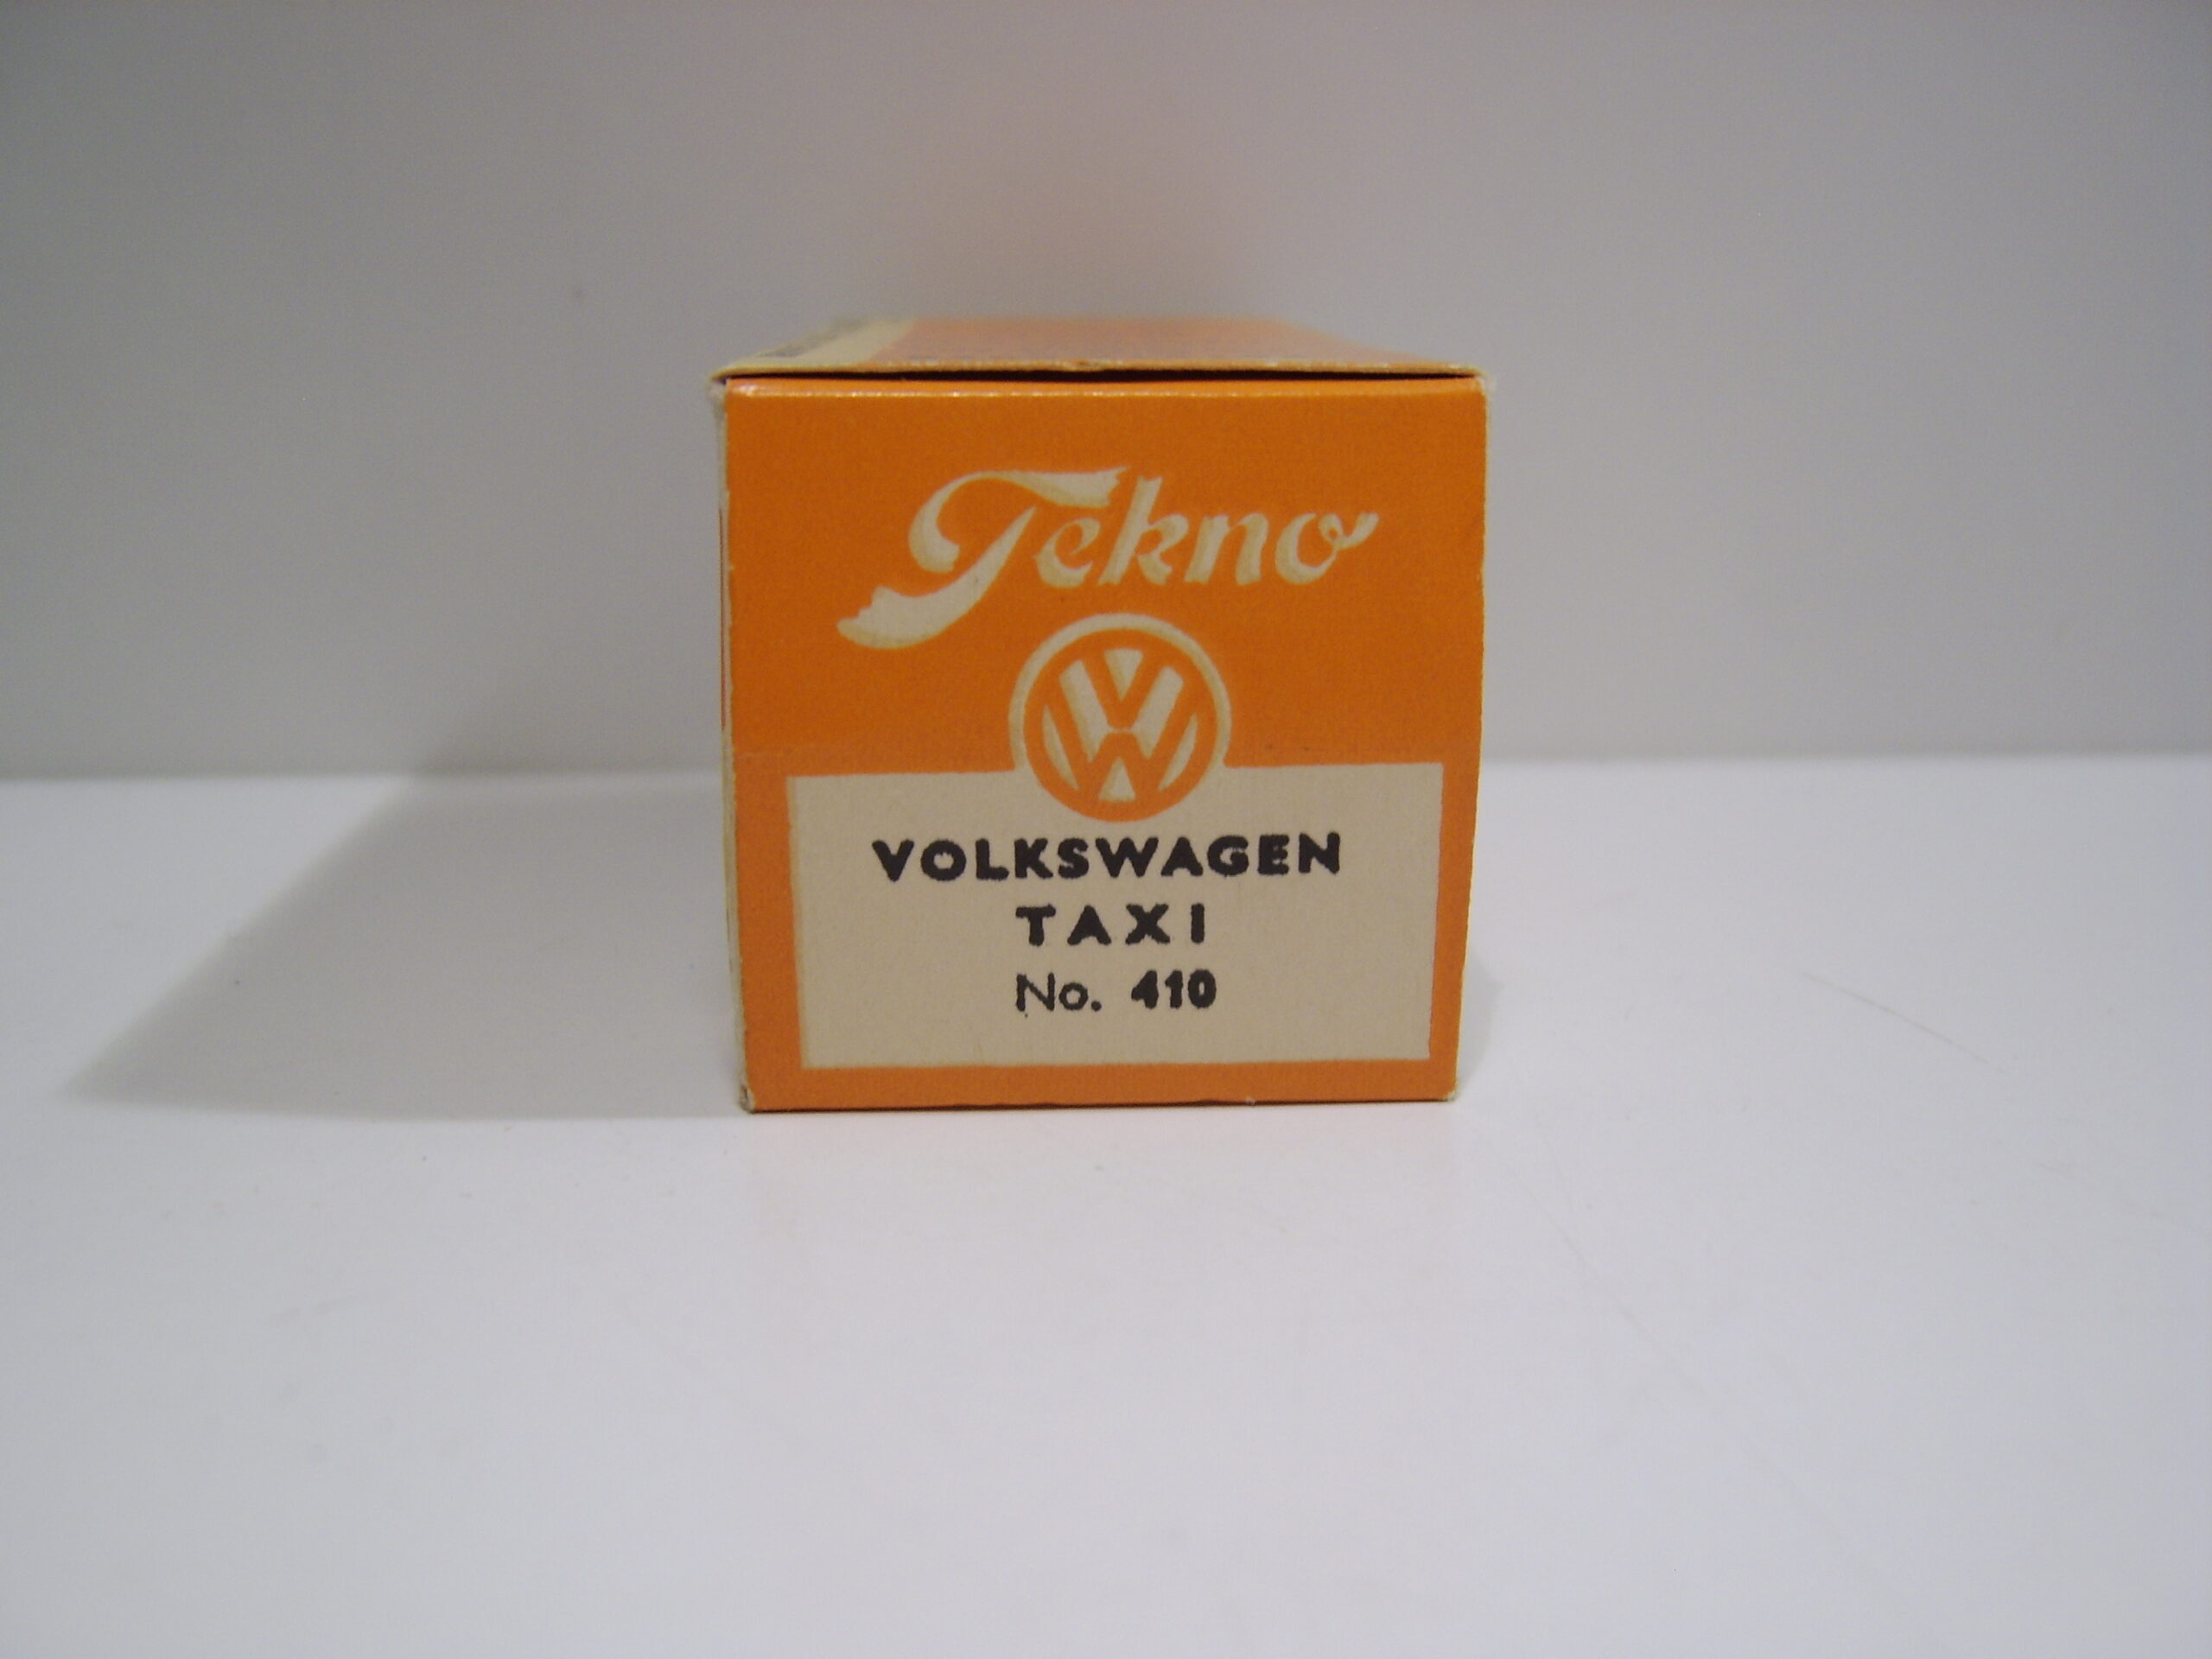 Tekno
VW
VOLKSWAGEN
TAXI
No. 410